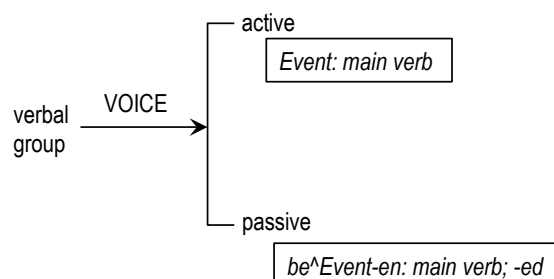 active
Event: main verb
VOICE
verbal
group
passive
be^Event-en: main verb; -ed